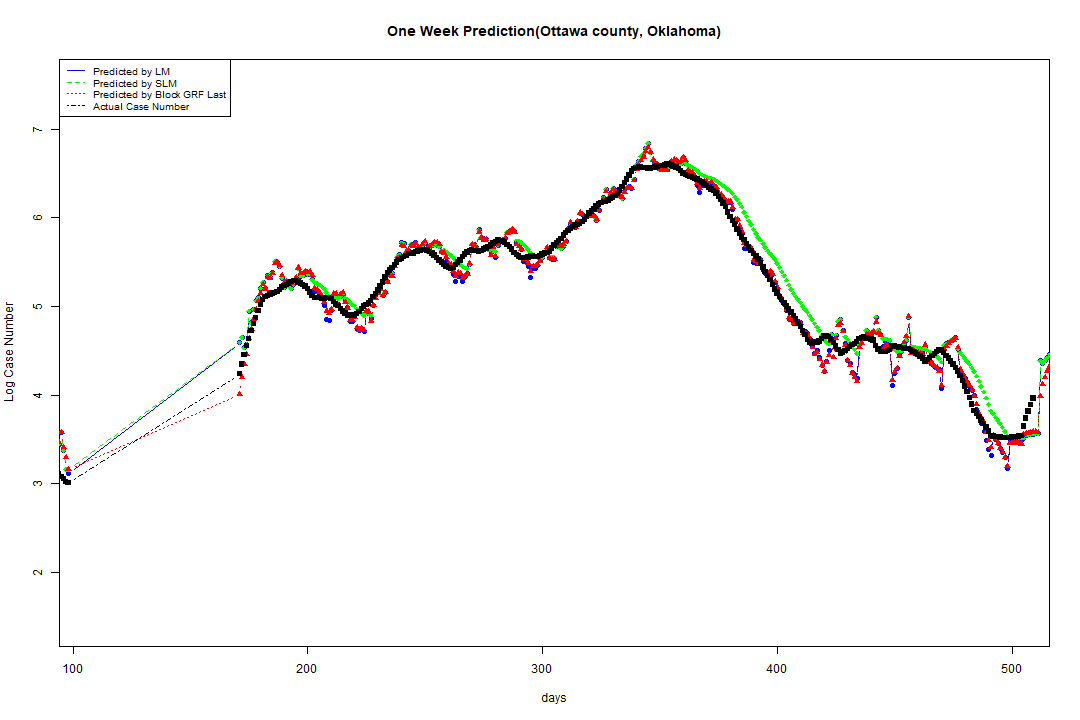 One Week Prediction(Ottawa county, Oklahoma)
Predicted by LM
Predicted by SLM
Predicted by Block GRF Last
Actual Case Number
Log Case Number
7
6
5
4
3
2
100 200 300 400 500
days